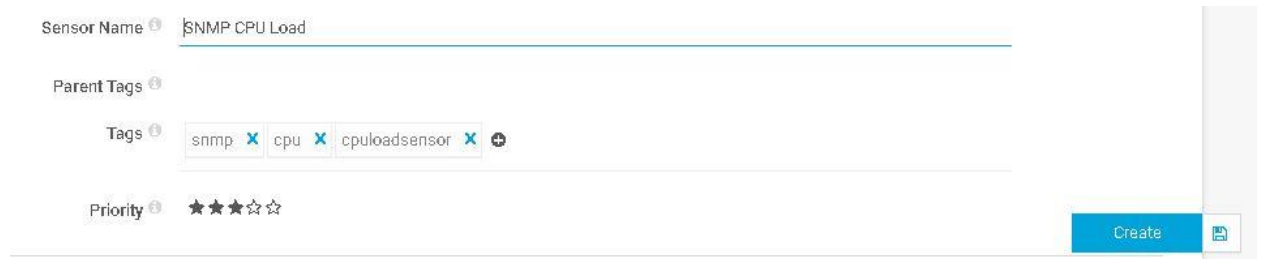 Sensor Name SNMP CPU Load
Parent Tags
Tags snmp cpu cpuloadsensor
Priority
Create